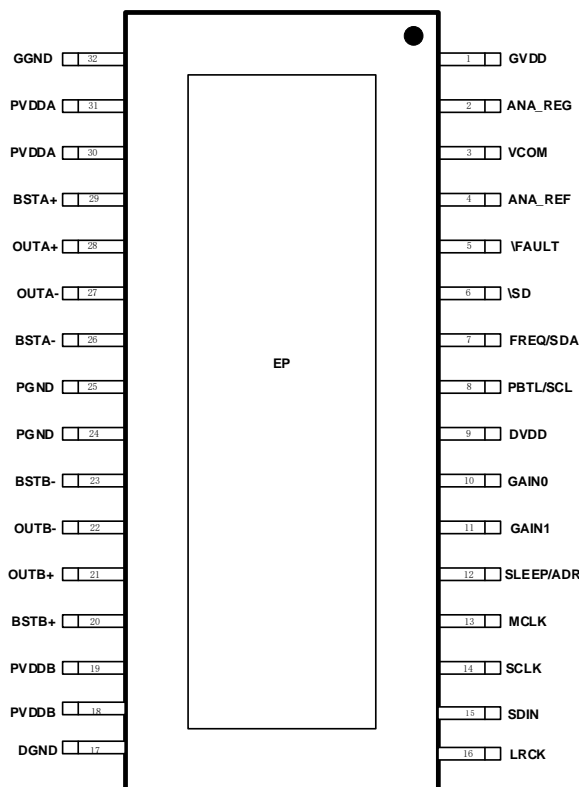 GGND 32 1 GVDD
PVDDA 31 2 ANA_REG
PVDDA 30 3 VCOM
BSTA+ 29 4 ANA_REF
OUTA+ 28 5 \FAULT
OUTA- 27 6 \SD
BSTA- 26 7 FREQ/SDA
EP
PGND 25 8 PBTL/SCL
PGND 24 9 DVDD
BSTB- 23 10 GAIN0
OUTB- 22 11 GAIN1
OUTB+ 21 12 SLEEP/ADR
BSTB+ 20 13 MCLK
PVDDB 19 14 SCLK
PVDDB 18 15 SDIN
DGND 17 16 LRCK